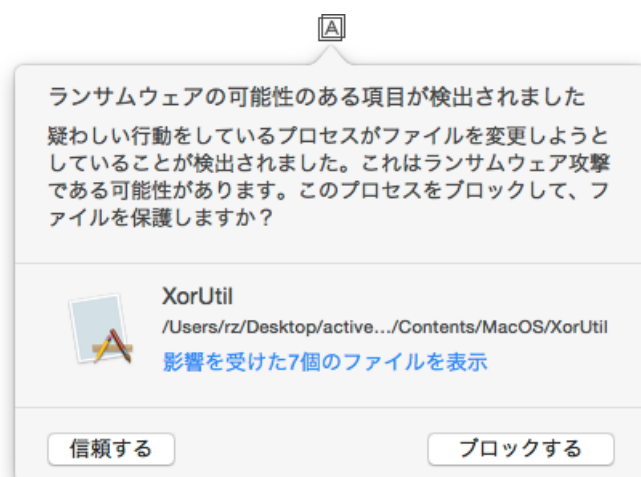 ランサムウェアの可能性のある項目が検出されました
疑わしい行動をしているプロセスがファイルを変更しようと
していることが検出されました。これはランサムウェア攻撃
である可能性があります。このプロセスをブロックして、フ
ァイルを保護しますか？
XorUtil
/Users/rz/Desktop/active…/Contents/MacOS/XorUtil
影響を受けた7個のファイルを表示
信頼する
ブロックする